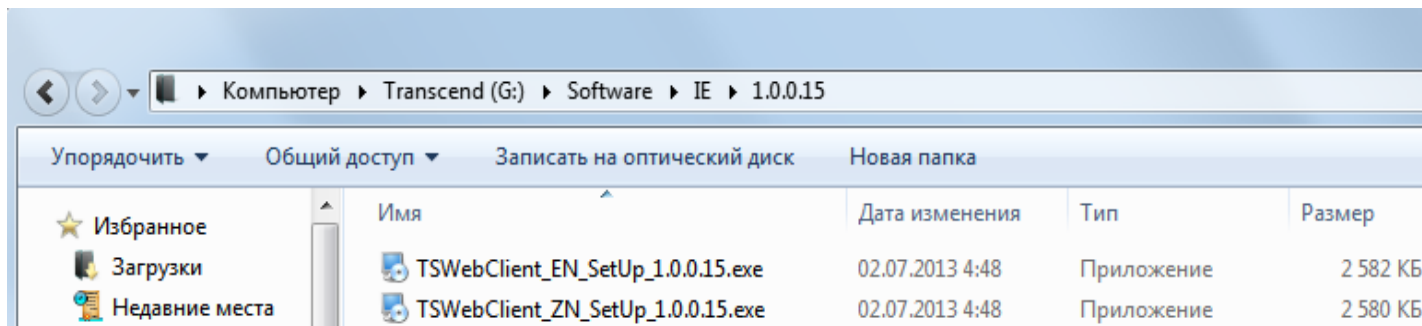 Компьютер Transcend (G:) Software IE 1.0.0.15
Упорядочить Общий доступ Записать на оптический диск Новая папка
Избранное Имя Дата изменения Тип Размер
Загрузки TSWebClient_EN_SetUp_1.0.0.15.exe 02.07.2013 4:48 Приложение 2 582 КБ
Недавние места TSWebClient_ZN_SetUp_1.0.0.15.exe 02.07.2013 4:48 Приложение 2 580 КБ